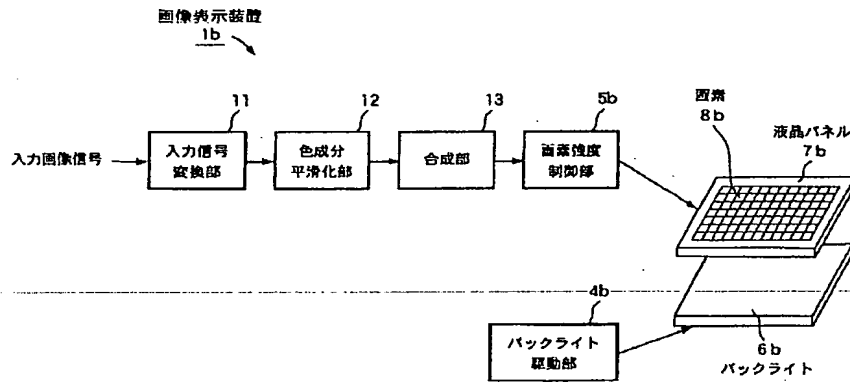 画像表示装置
1b
11
12
13
5b
画素
8b
液晶パネル
7b
入力画像信号
入力信号
変換部
色成分
平滑化部
合成部
画素強度
制御部
4b
バックライト
駆動部
6b
バックライト